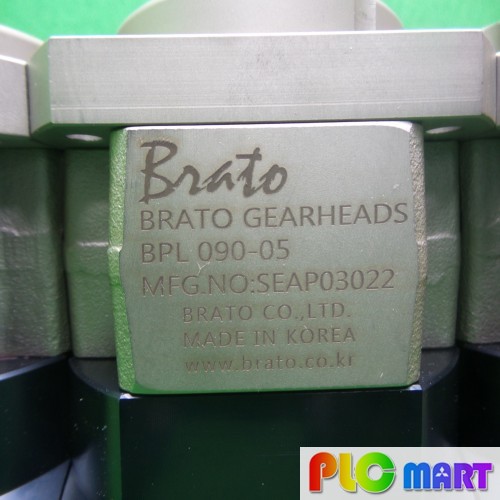 Brato
BRATO GEARHEADS
BPL 090-05
MFG.NO:SEAP03022
BRATO CO.,LTD.
MADE IN KOREA
www.brato.co.kr
PLC MART